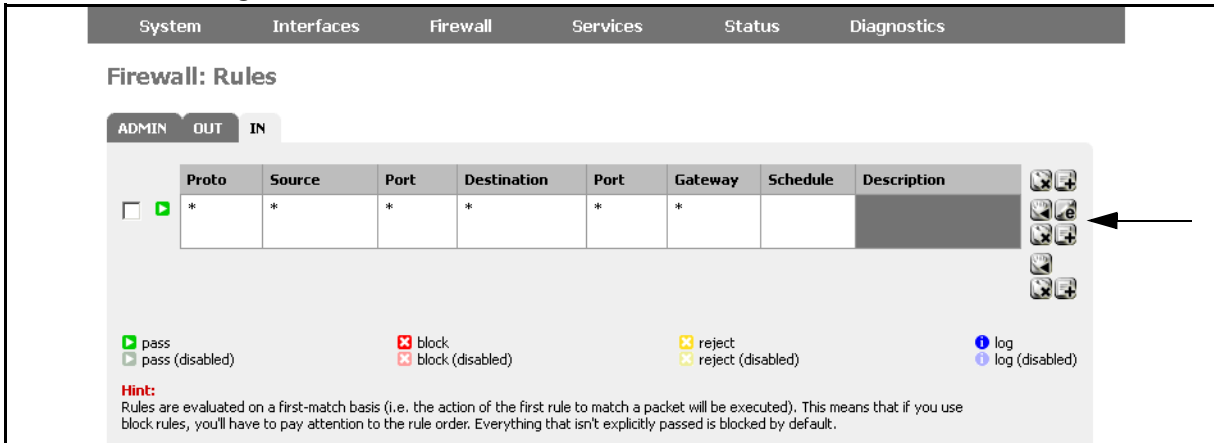 System Interfaces Firewall Services Status Diagnostics
Firewall: Rules
ADMIN OUT IN
Proto Source Port Destination Port Gateway Schedule Description
* * * * * *
pass block reject log
pass (disabled) block (disabled) reject (disabled) log (disabled)
Hint:
Rules are evaluated on a first-match basis (i.e. the action of the first rule to match a packet will be executed). This means that if you use
block rules, you'll have to pay attention to the rule order. Everything that isn't explicitly passed is blocked by default.